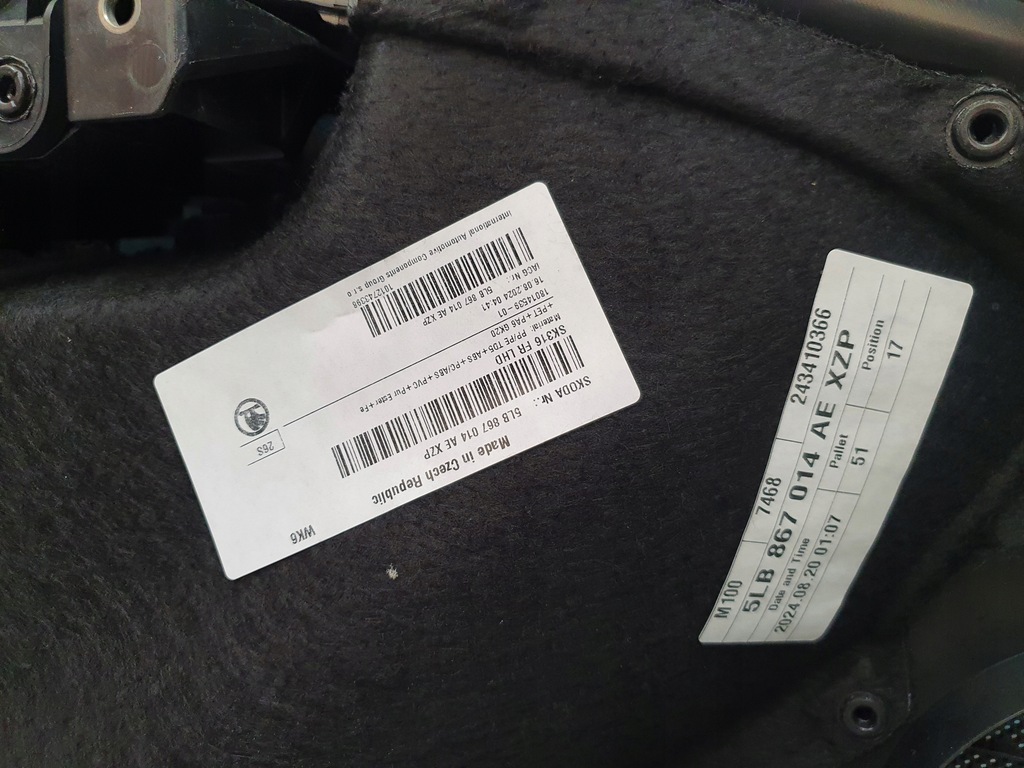 Made in Czech Republic
WK6
SKODA Nr.: 5LB 867 014 AE XZP
26S
SK316 FR LHD
Material: PP/PE TD5+ABS+PC/ABS+PVC+Pur Ester+Fe
+PET+PA6 GK20
18014539-01
16.08.2024 04:41
IACG Nr.: 5LB 867 014 AE XZP
1012743398
International Automotive Components Group s.r.o
M100 7468 243410366
5LB 867 014 AE XZP
Date and Time Pallet Position
2024.08.20 01:07 51 17